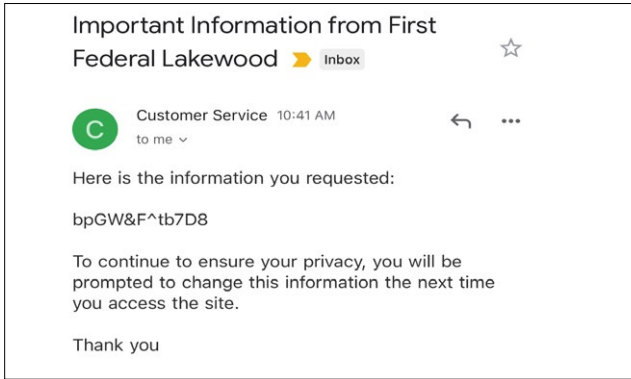 Important Information from First
Federal Lakewood Inbox
C
Customer Service 10:41 AM
to me
Here is the information you requested:
bpGW&F^tb7D8
To continue to ensure your privacy, you will be
prompted to change this information the next time
you access the site.
Thank you